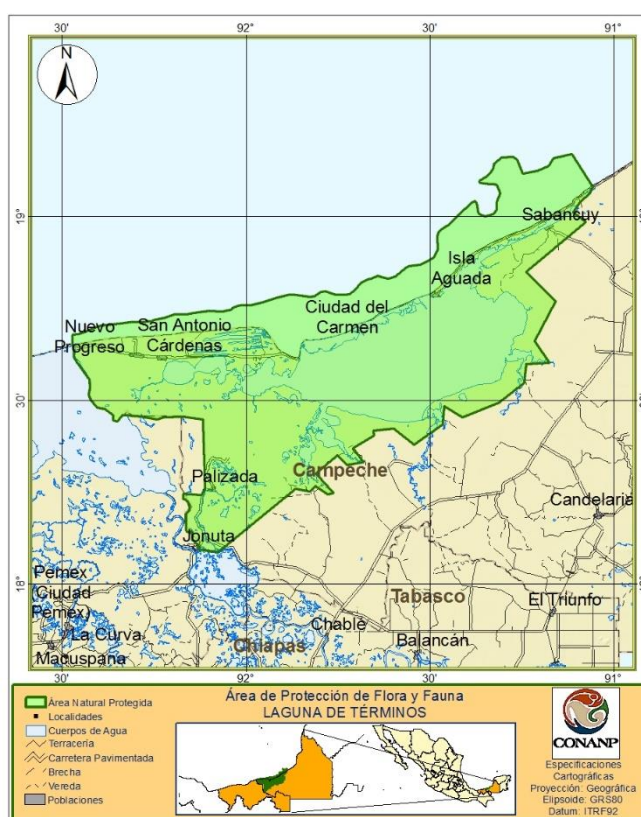 30'
92°
30'
91°
N
19°
19°
Sabancuy
Isla
Aguada
Ciudad del
Carmen
Nuevo
Progreso
San Antonio
Cárdenas
30'
Palizada
Campeche
Candelaria
Jonuta
18°
18°
Pemex
(Ciudad
Pemex)
Tabasco
El Triunfo
La Curva
Chablé
Macuspana
Chiapas
Balancán
30'
92°
30'
91°
Área Natural Protegida
Localidades
Cuerpos de Agua
Terracería
Carretera Pavimentada
Brecha
Vereda
Poblaciones
Área de Protección de Flora y Fauna
LAGUNA DE TÉRMINOS
CONANP
Especificaciones
Cartográficas
Proyección: Geográfica
Elipsoide: GRS80
Datum: ITRF92